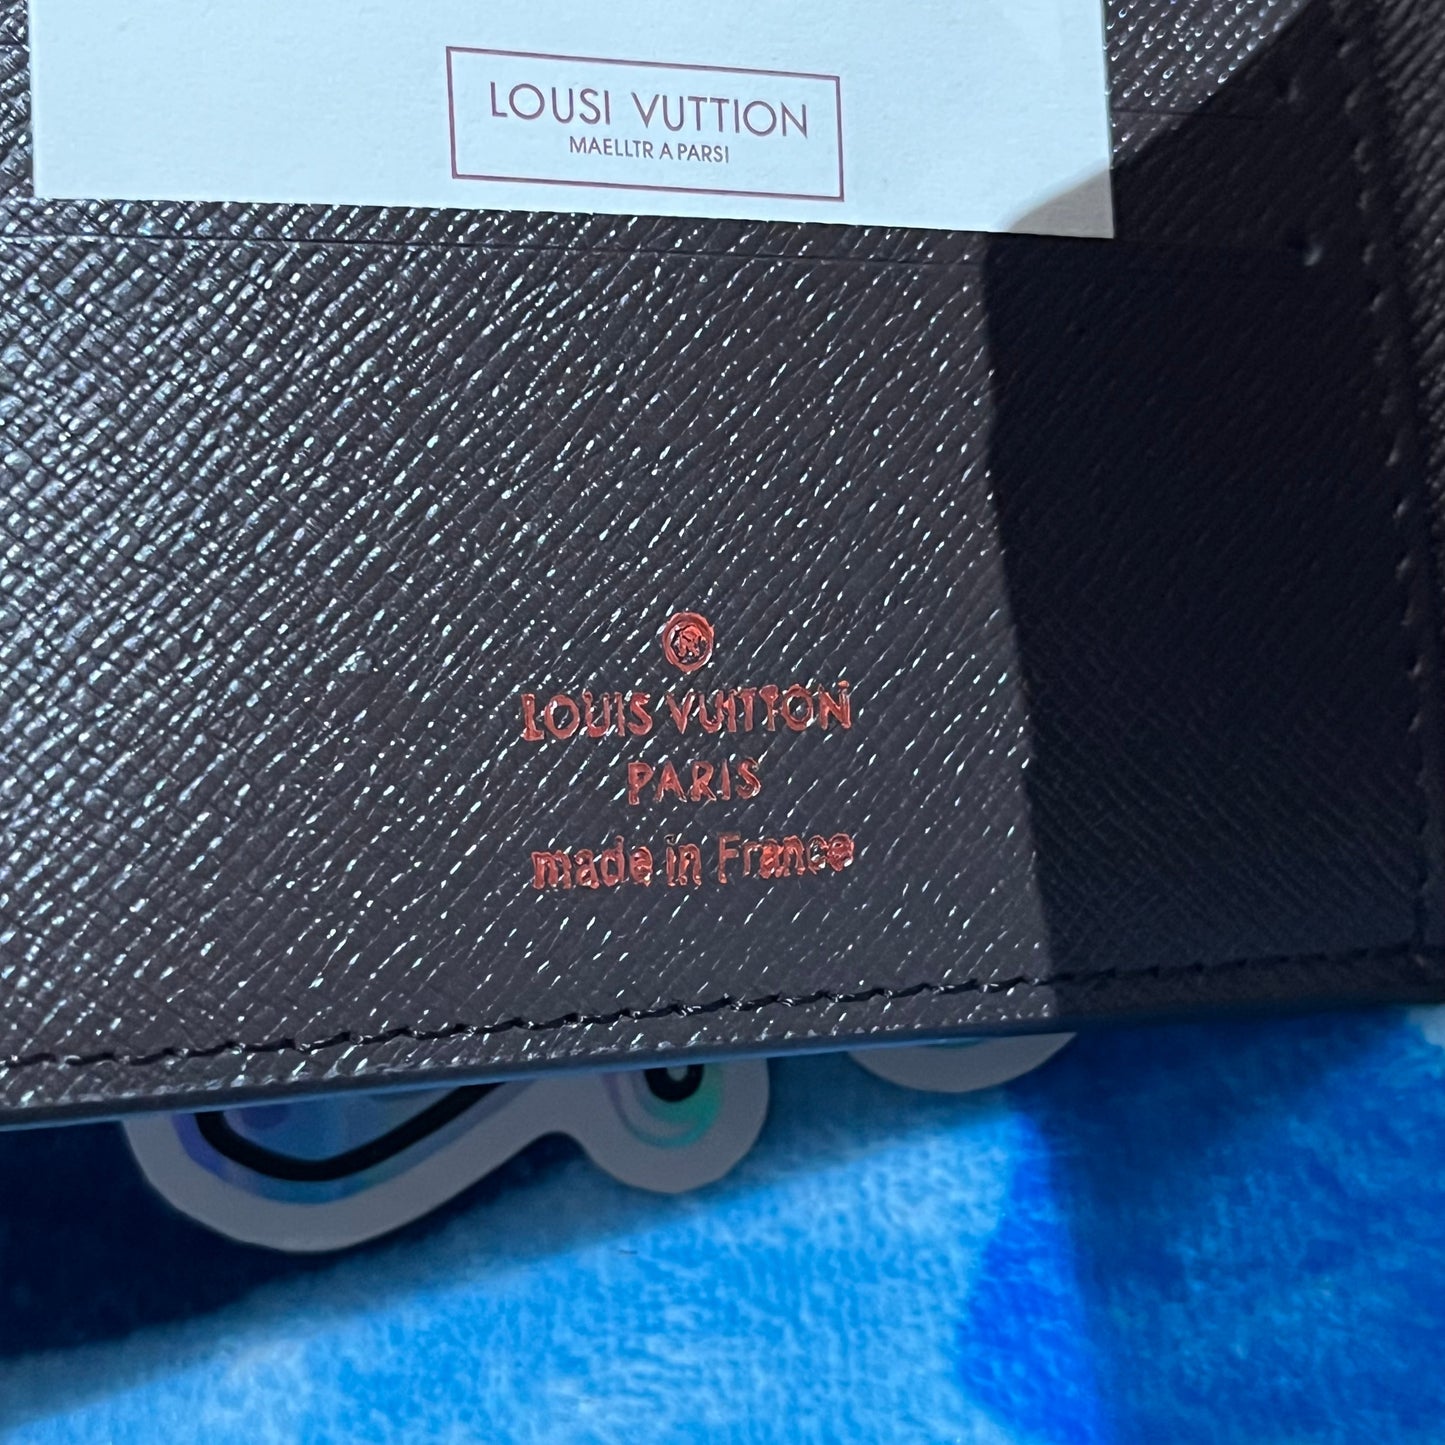 LOUSI VUTTION
MAELLTR A PARSI
®
LOUIS VUITTON
PARIS
made in France